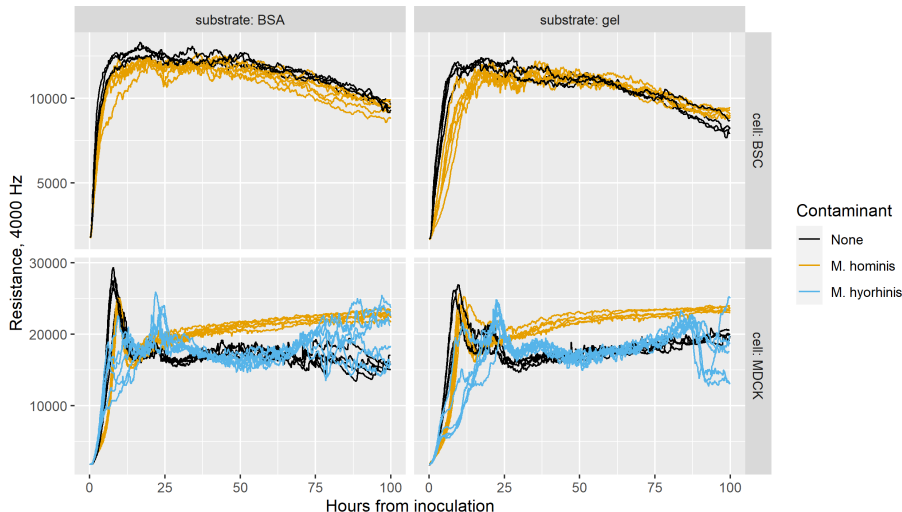 substrate: BSA
substrate: gel
10000
5000
cell: BSC
30000
20000
10000
cell: MDCK
Resistance, 4000 Hz
0
25
50
75
100
0
25
50
75
100
Hours from inoculation
Contaminant
None
M. hominis
M. hyorhinis